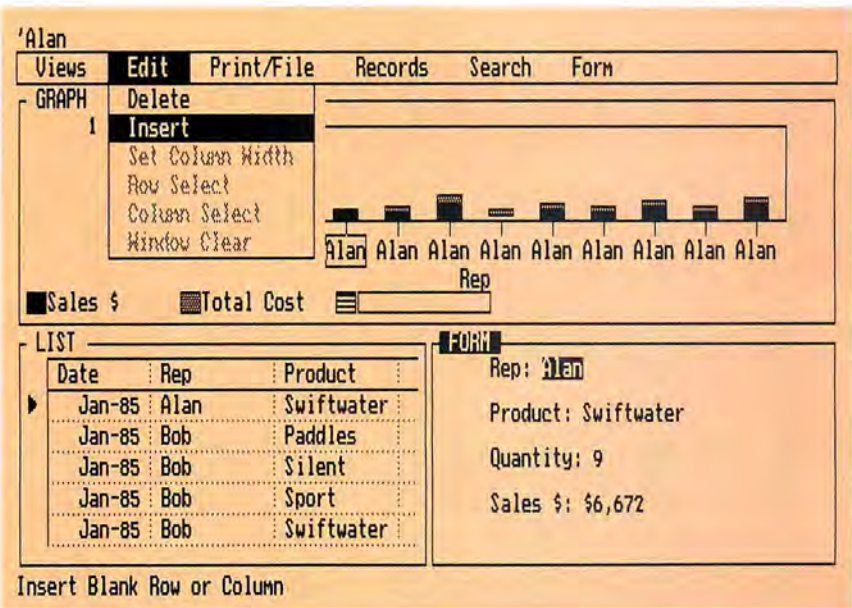 'Alan
Views Edit Print/File Records Search Form
GRAPH
Delete
1
Insert
Set Column Width
Row Select
Column Select
Window Clear
Alan Alan Alan Alan Alan Alan Alan Alan Alan
Rep
Sales $ Total Cost
LIST
Date Rep Product
Jan-85 Alan Swiftwater
Jan-85 Bob Paddles
Jan-85 Bob Silent
Jan-85 Bob Sport
Jan-85 Bob Swiftwater
FORM
Rep: Alan
Product: Swiftwater
Quantity: 9
Sales $: $6,672
Insert Blank Row or Column